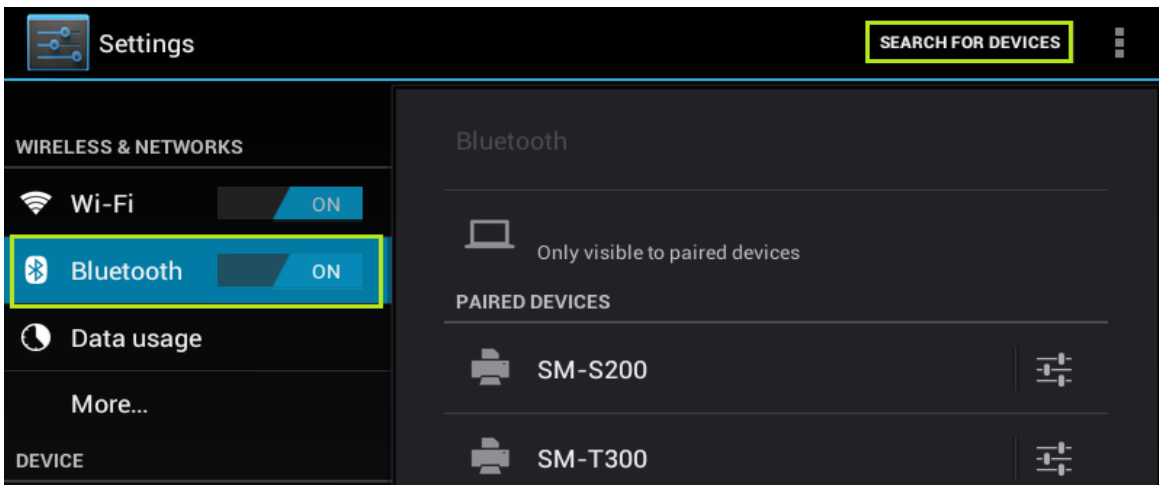 Settings
SEARCH FOR DEVICES
WIRELESS & NETWORKS
Wi-Fi ON
Bluetooth ON
Data usage
More...
DEVICE
Bluetooth
Only visible to paired devices
PAIRED DEVICES
SM-S200
SM-T300